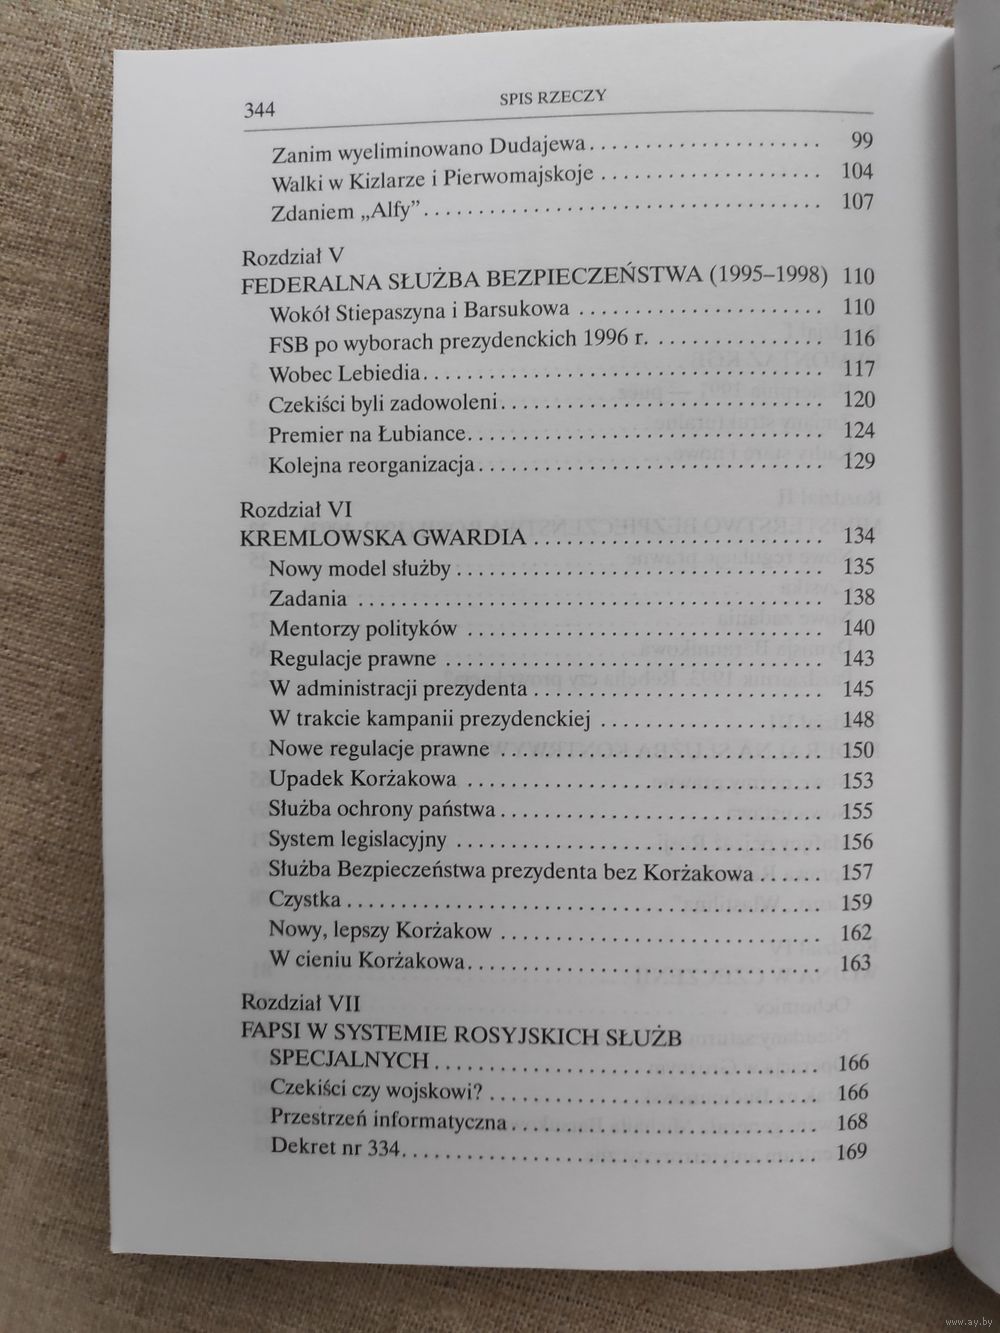 344 SPIS RZECZY
Zanim wyeliminowano Dudajewa . . . . . . . . . . . . . . . . . . . . . 99
Walki w Kizlarze i Pierwomajskoje . . . . . . . . . . . . . . . . . . . . 104
Zdaniem „Alfy” . . . . . . . . . . . . . . . . . . . . . . . . . . . . . . . . . . . 107
Rozdział V
FEDERALNA SŁUŻBA BEZPIECZEŃSTWA (1995–1998) 110
Wokół Stiepaszyna i Barsukowa . . . . . . . . . . . . . . . . . . . . . . 110
FSB po wyborach prezydenckich 1996 r. . . . . . . . . . . . . . . . 116
Wobec Lebiedia . . . . . . . . . . . . . . . . . . . . . . . . . . . . . . . . . . . 117
Czekiści byli zadowoleni . . . . . . . . . . . . . . . . . . . . . . . . . . . . 120
Premier na Łubiance . . . . . . . . . . . . . . . . . . . . . . . . . . . . . . . 124
Kolejna reorganizacja . . . . . . . . . . . . . . . . . . . . . . . . . . . . . . 129
Rozdział VI
KREMLOWSKA GWARDIA . . . . . . . . . . . . . . . . . . . . . . . . . . 134
Nowy model służby . . . . . . . . . . . . . . . . . . . . . . . . . . . . . . . . 135
Zadania . . . . . . . . . . . . . . . . . . . . . . . . . . . . . . . . . . . . . . . . . 138
Mentorzy polityków . . . . . . . . . . . . . . . . . . . . . . . . . . . . . . . 140
Regulacje prawne . . . . . . . . . . . . . . . . . . . . . . . . . . . . . . . . . 143
W administracji prezydenta . . . . . . . . . . . . . . . . . . . . . . . . . . 145
W trakcie kampanii prezydenckiej . . . . . . . . . . . . . . . . . . . . 148
Nowe regulacje prawne . . . . . . . . . . . . . . . . . . . . . . . . . . . . . 150
Upadek Korżakowa . . . . . . . . . . . . . . . . . . . . . . . . . . . . . . . 153
Służba ochrony państwa . . . . . . . . . . . . . . . . . . . . . . . . . . . . 155
System legislacyjny . . . . . . . . . . . . . . . . . . . . . . . . . . . . . . . . 156
Służba Bezpieczeństwa prezydenta bez Korżakowa . . . . . . 157
Czystka . . . . . . . . . . . . . . . . . . . . . . . . . . . . . . . . . . . . . . . . . . 159
Nowy, lepszy Korżakow . . . . . . . . . . . . . . . . . . . . . . . . . . . . 162
W cieniu Korżakowa . . . . . . . . . . . . . . . . . . . . . . . . . . . . . . . 163
Rozdział VII
FAPSI W SYSTEMIE ROSYJSKICH SŁUŻB
SPECJALNYCH . . . . . . . . . . . . . . . . . . . . . . . . . . . . . . . . . . 166
Czekiści czy wojskowi? . . . . . . . . . . . . . . . . . . . . . . . . . . . . . 166
Przestrzeń informatyczna . . . . . . . . . . . . . . . . . . . . . . . . . . . 168
Dekret nr 334 . . . . . . . . . . . . . . . . . . . . . . . . . . . . . . . . . . . . . 169
www.ay.by